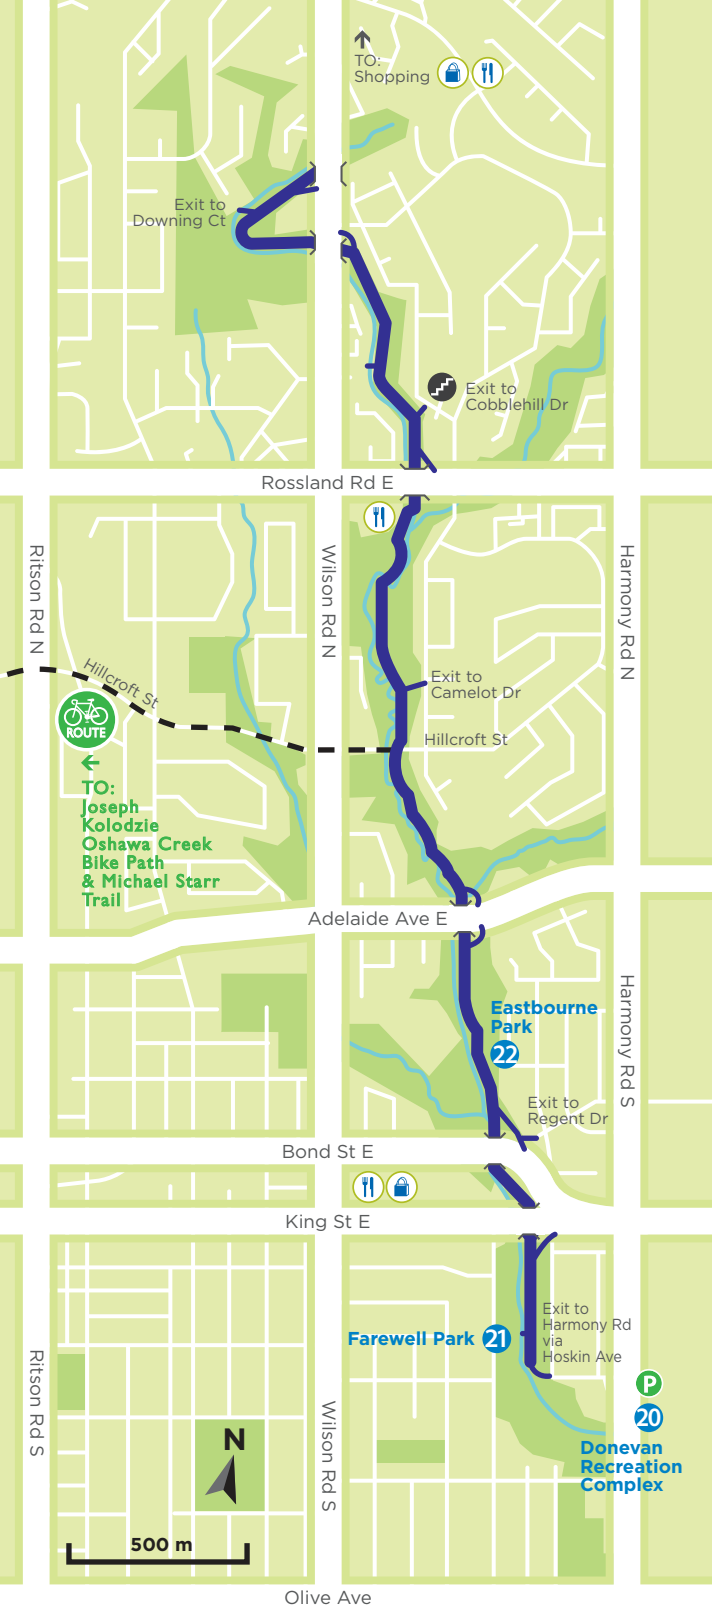 TO:
Shopping
Exit to
Downing Ct
Exit to
Cobblehill Dr
Rossland Rd E
Ritson Rd N
Wilson Rd N
Harmony Rd N
Hillcroft St
Exit to
Camelot Dr
Hillcroft St
ROUTE
TO:
Joseph
Kolodzie
Oshawa Creek
Bike Path
& Michael Starr
Trail
Adelaide Ave E
Harmony Rd S
Eastbourne
Park
22
Exit to
Regent Dr
Bond St E
King St E
Exit to
Harmony Rd
via
Hoskin Ave
Farewell Park 21
Ritson Rd S
Wilson Rd S
P
20
Donevan
Recreation
Complex
N
500 m
Olive Ave